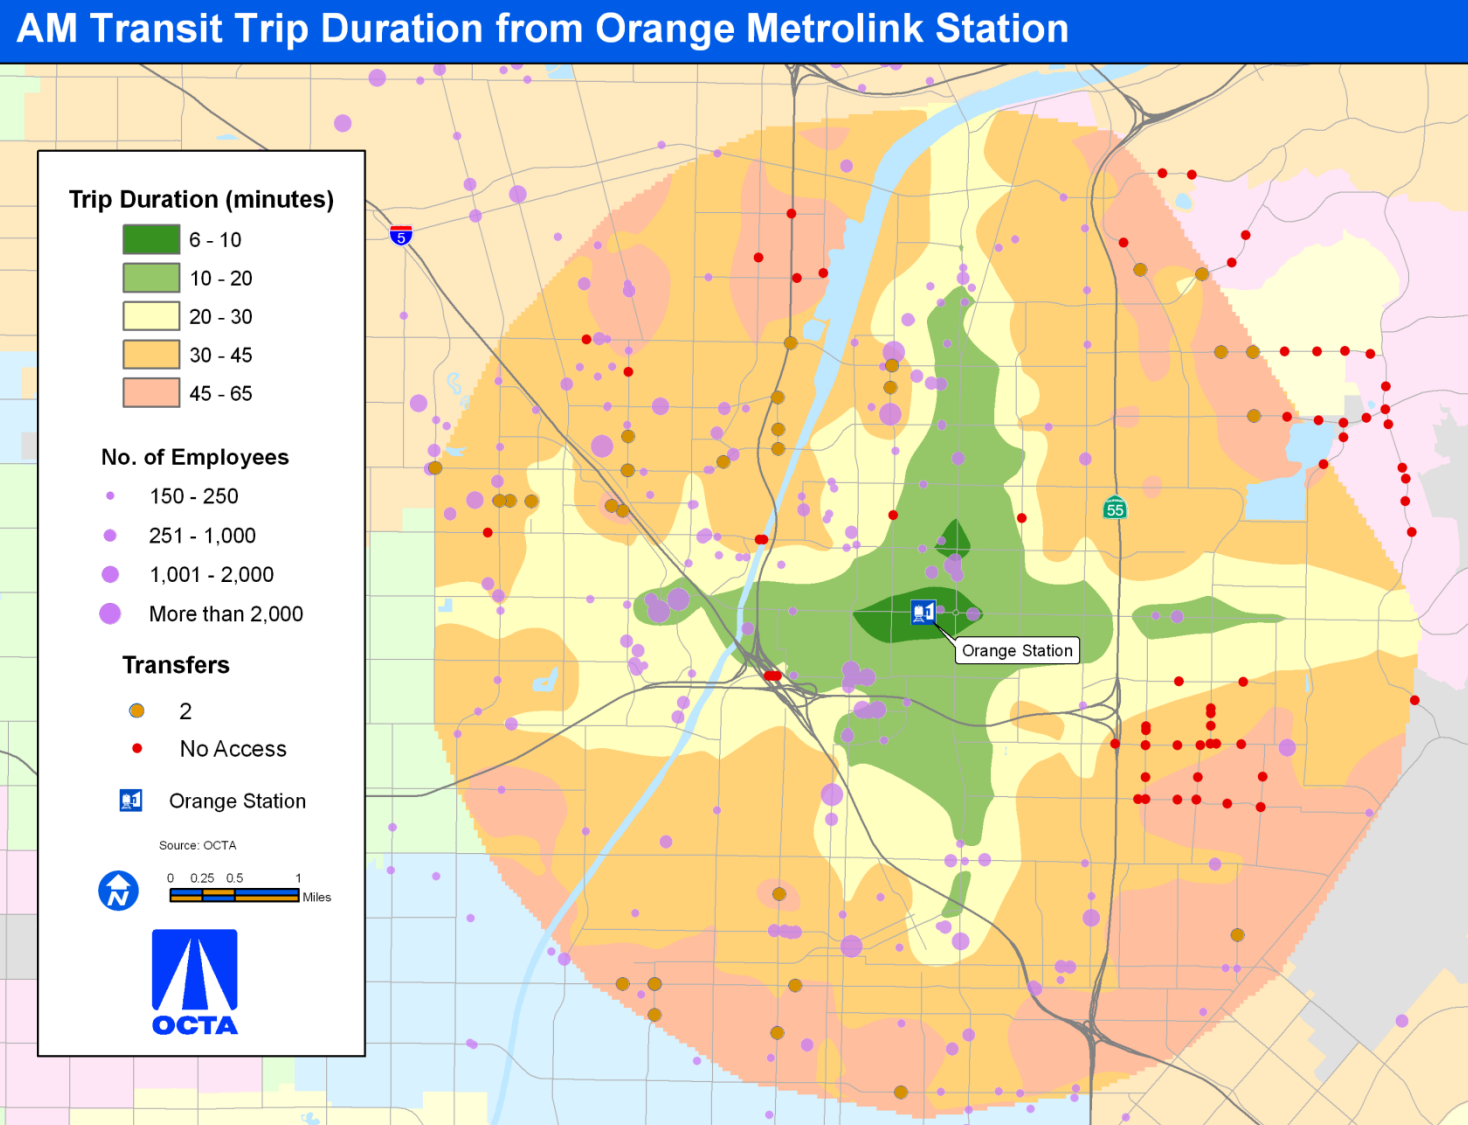 AM Transit Trip Duration from Orange Metrolink Station
Trip Duration (minutes)
6 - 10
10 - 20
20 - 30
30 - 45
45 - 65
No. of Employees
150 - 250
251 - 1,000
1,001 - 2,000
More than 2,000
Transfers
2
No Access
Orange Station
Source: OCTA
N
0 0.25 0.5 1
Miles
OCTA
5
55
Orange Station